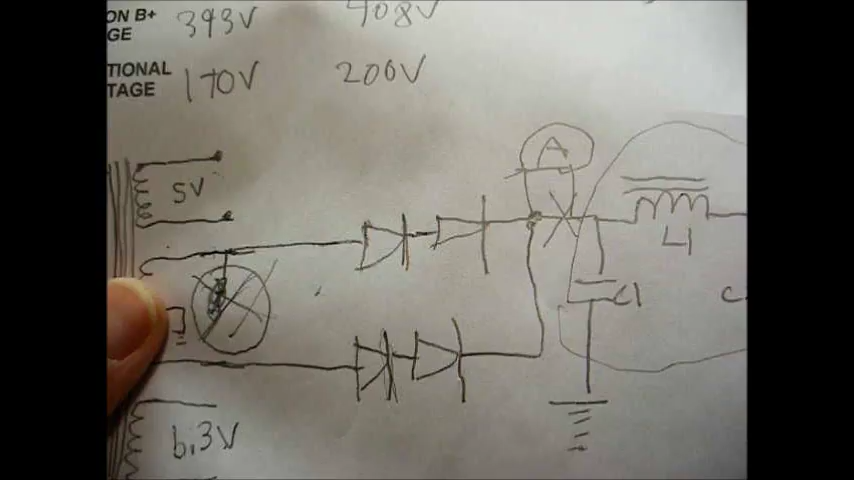 ON B+ 393V 408V
GE
TIONAL 170V 200V
TAGE
5V
A
L1
C1
C
6.3V